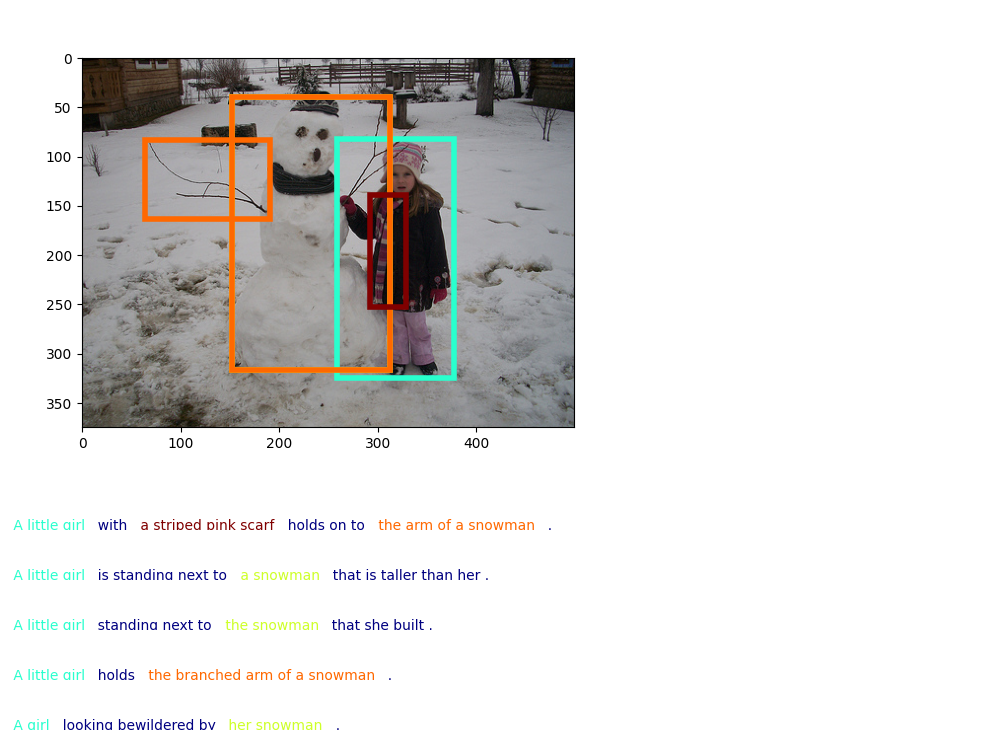 0
50
100
150
200
250
300
350
0 100 200 300 400
A little girl with a striped pink scarf holds on to the arm of a snowman .
A little girl is standing next to a snowman that is taller than her .
A little girl standing next to the snowman that she built .
A little girl holds the branched arm of a snowman .
A girl looking bewildered by her snowman .